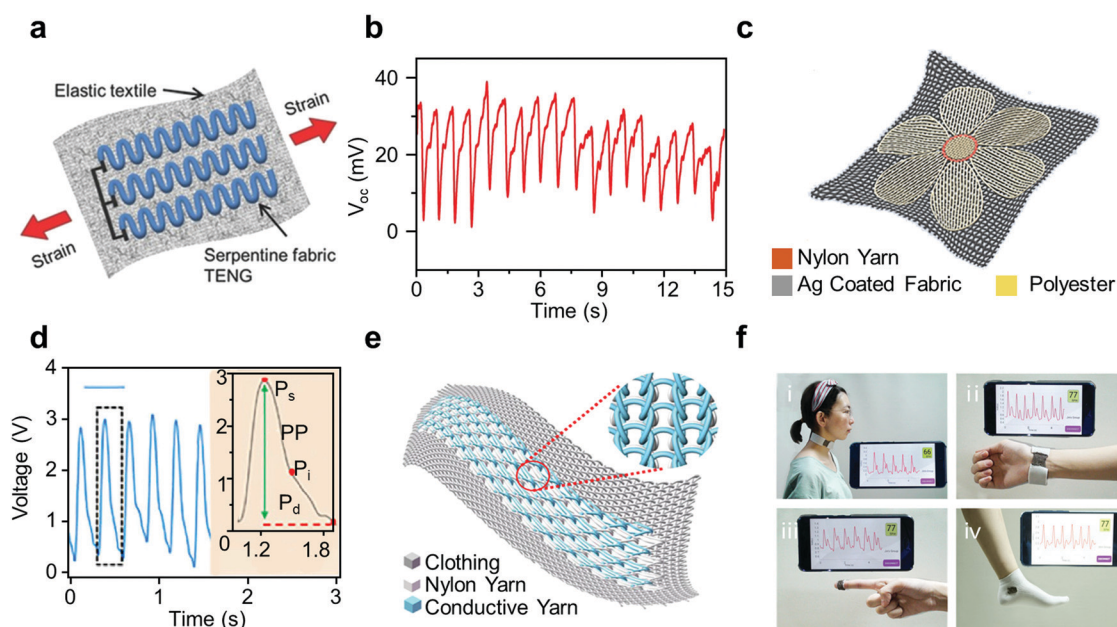 a
Elastic textile
Strain
Strain
Serpentine fabric
TENG
b
Voc (mV)
40
20
0
0 3 6 9 12 15
Time (s)
c
Nylon Yarn
Ag Coated Fabric
Polyester
d
Voltage (V)
4
3
2
1
0
0 1 2 3
Time (s)
3
2
1
0
1.2 1.8
Ps
PP
Pi
Pd
e
Clothing
Nylon Yarn
Conductive Yarn
f
i
66
ii
77
iii
77
iv
77